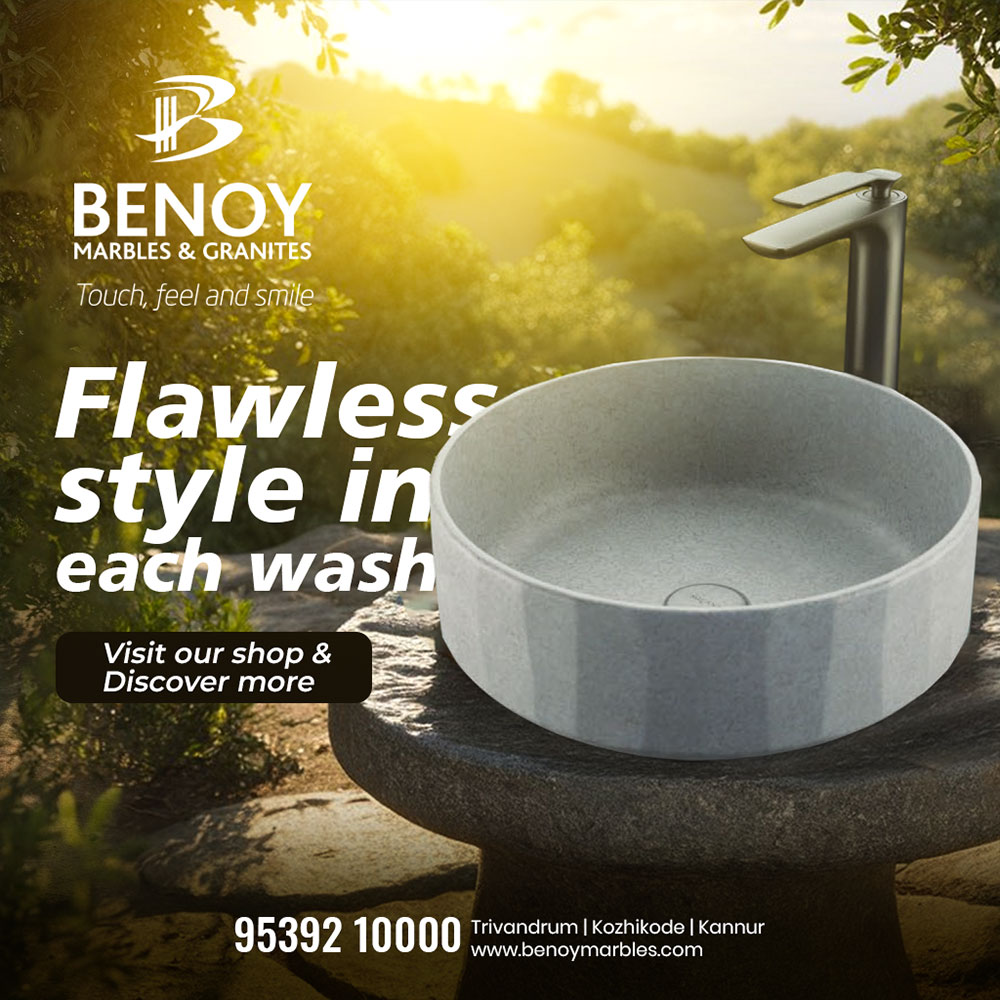 BENOY
MARBLES & GRANITES
Touch, feel and smile
Flawless
style in
each wash
Visit our shop &
Discover more
95392 10000
Trivandrum | Kozhikode | Kannur
www.benoymarbles.com